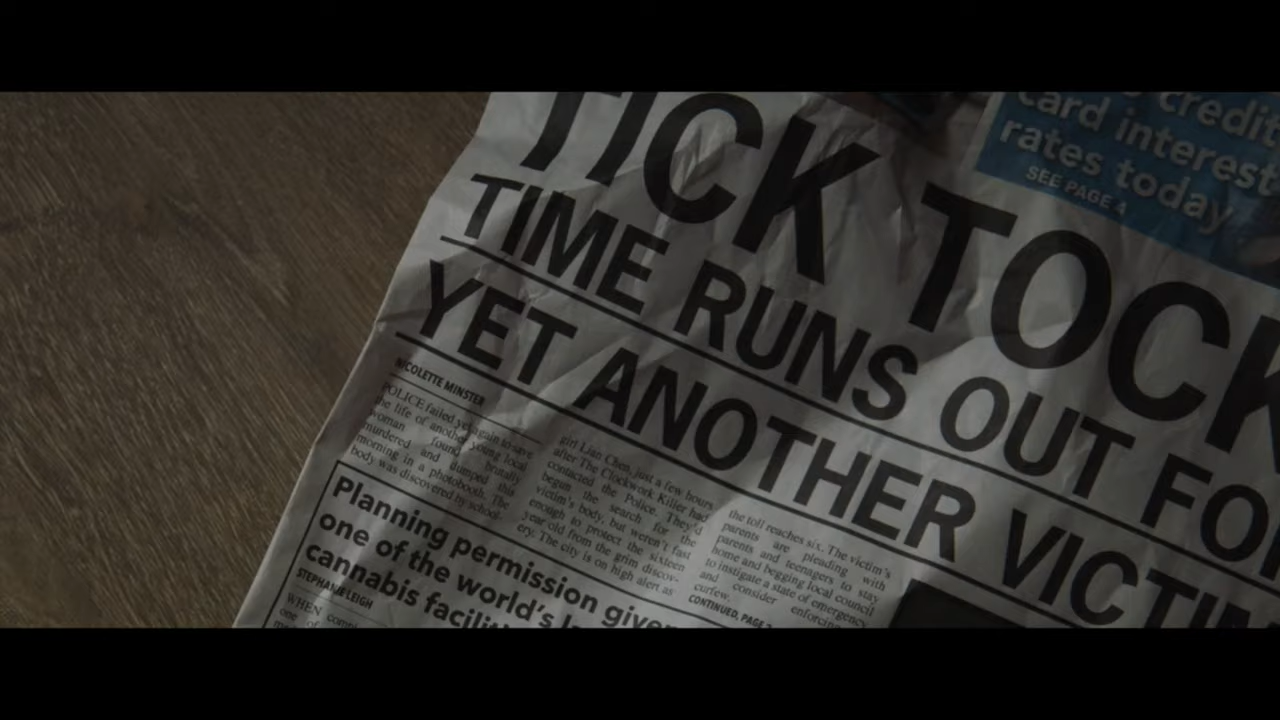 credit
card interest
rates today
SEE PAGE 4
TICK TOCK
TIME RUNS OUT FO
YET ANOTHER VICTIM
NICOLETTE MINSTER
POLICE failed yet again to save
the life of another young local
woman found brutally
murdered and dumped this
morning in a photobooth. The
body was discovered by school-
girl Lian Chen, just a few hours
after The Clockwork Killer had
contacted the Police. They'd
begun the search for the
victim's body, but weren't fast
enough to protect the sixteen
year old from the grim discov-
ery. The city is on high alert as
the toll reaches six. The victim's
parents are pleading with
parents and teenagers to stay
home and begging local council
to instigate a state of emergency
and consider enforcing
curfew.
CONTINUED, PAGE
Planning permission given
one of the world's
cannabis facilit
STEPHANIE LEIGH
WHEN
one of